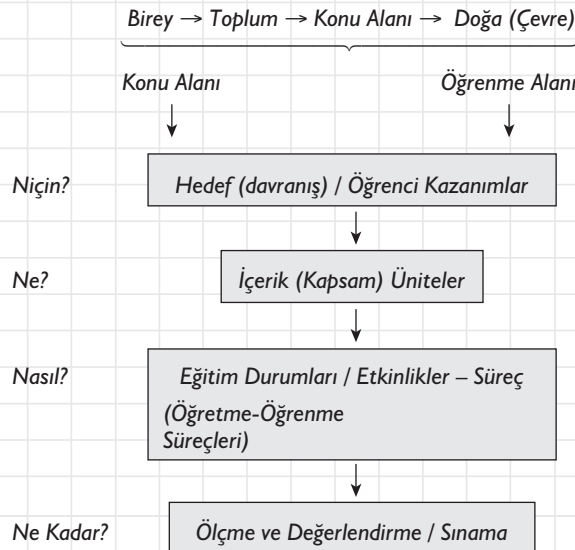 Birey → Toplum → Konu Alanı → Doğa (Çevre)
Konu Alanı Öğrenme Alanı
Niçin? Hedef (davranış) / Öğrenci Kazanımlar
Ne? İçerik (Kapsam) Üniteler
Nasıl? Eğitim Durumları / Etkinlikler – Süreç
(Öğretme-Öğrenme
Süreçleri)
Ne Kadar? Ölçme ve Değerlendirme / Sınama